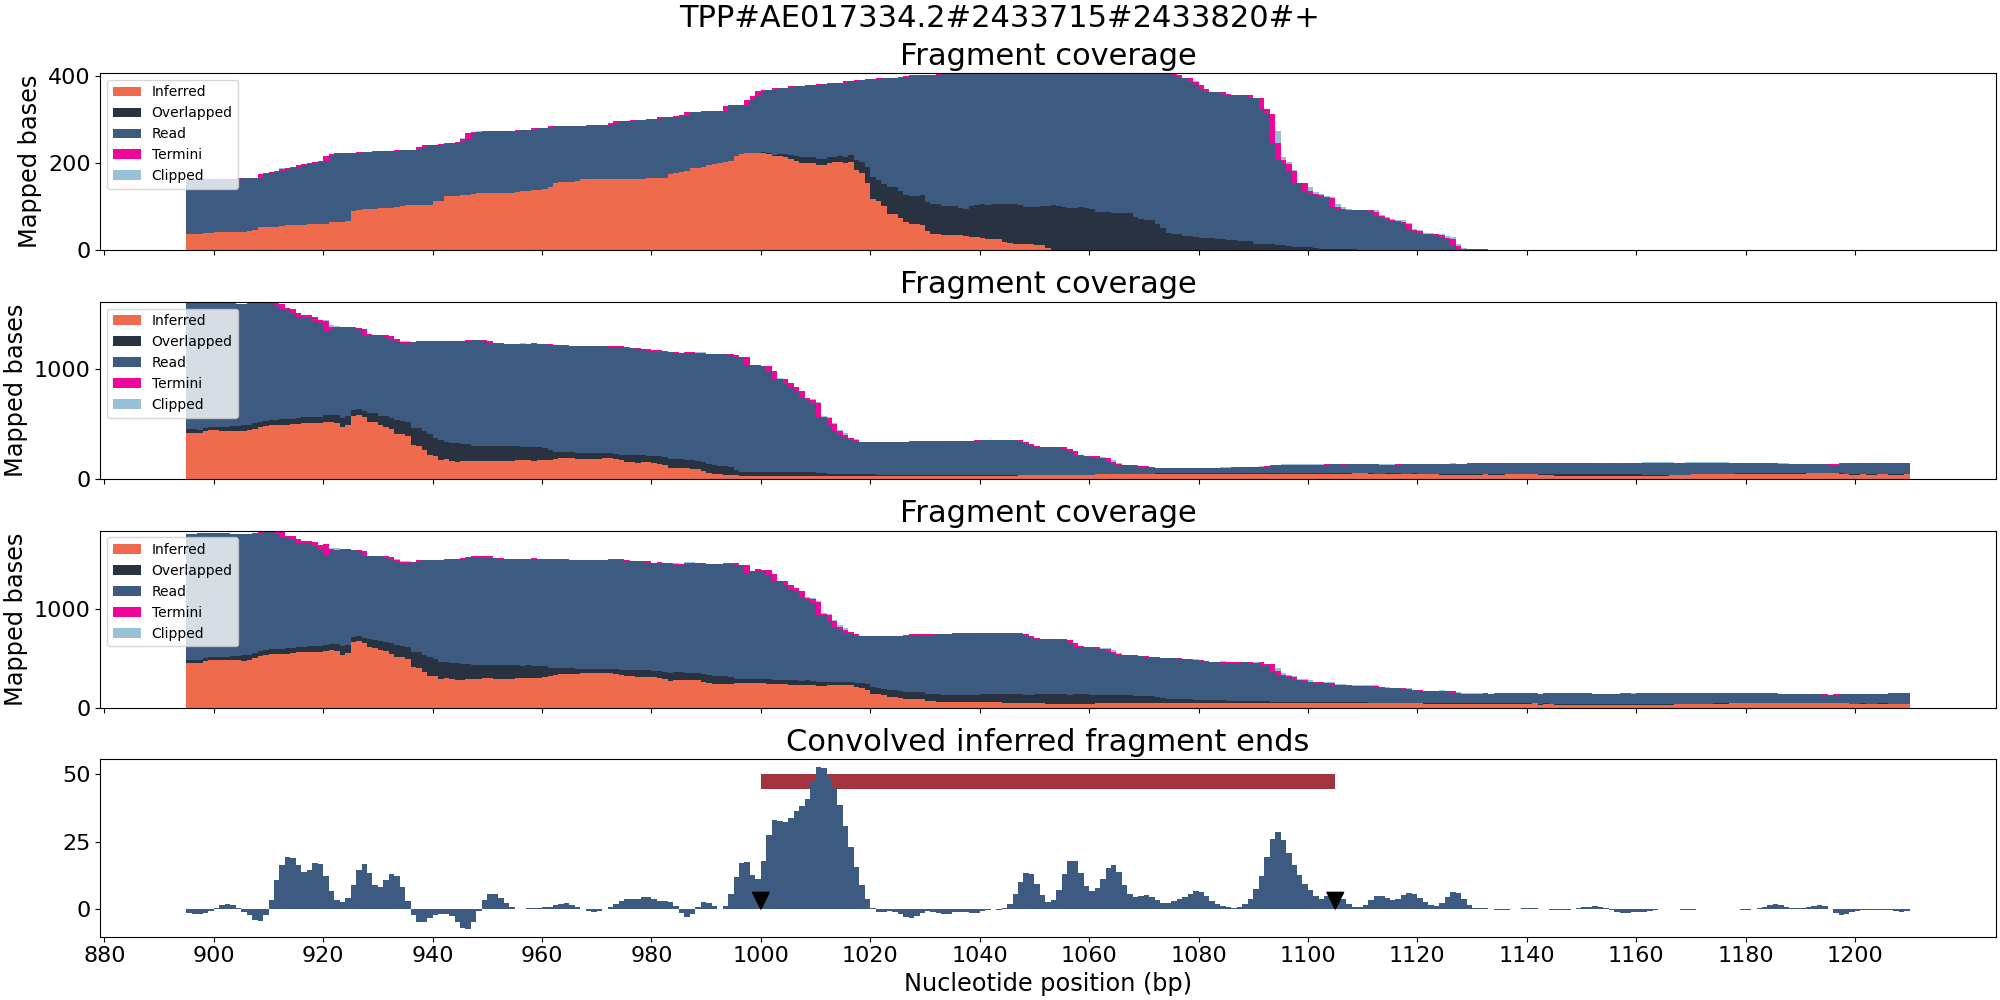 TPP#AE017334.2#2433715#2433820#+
Fragment coverage
Mapped bases
400
200
0
Inferred
Overlapped
Read
Termini
Clipped
Fragment coverage
Mapped bases
1000
0
Inferred
Overlapped
Read
Termini
Clipped
Fragment coverage
Mapped bases
1000
0
Inferred
Overlapped
Read
Termini
Clipped
Convolved inferred fragment ends
50
25
0
880 900 920 940 960 980 1000 1020 1040 1060 1080 1100 1120 1140 1160 1180 1200
Nucleotide position (bp)